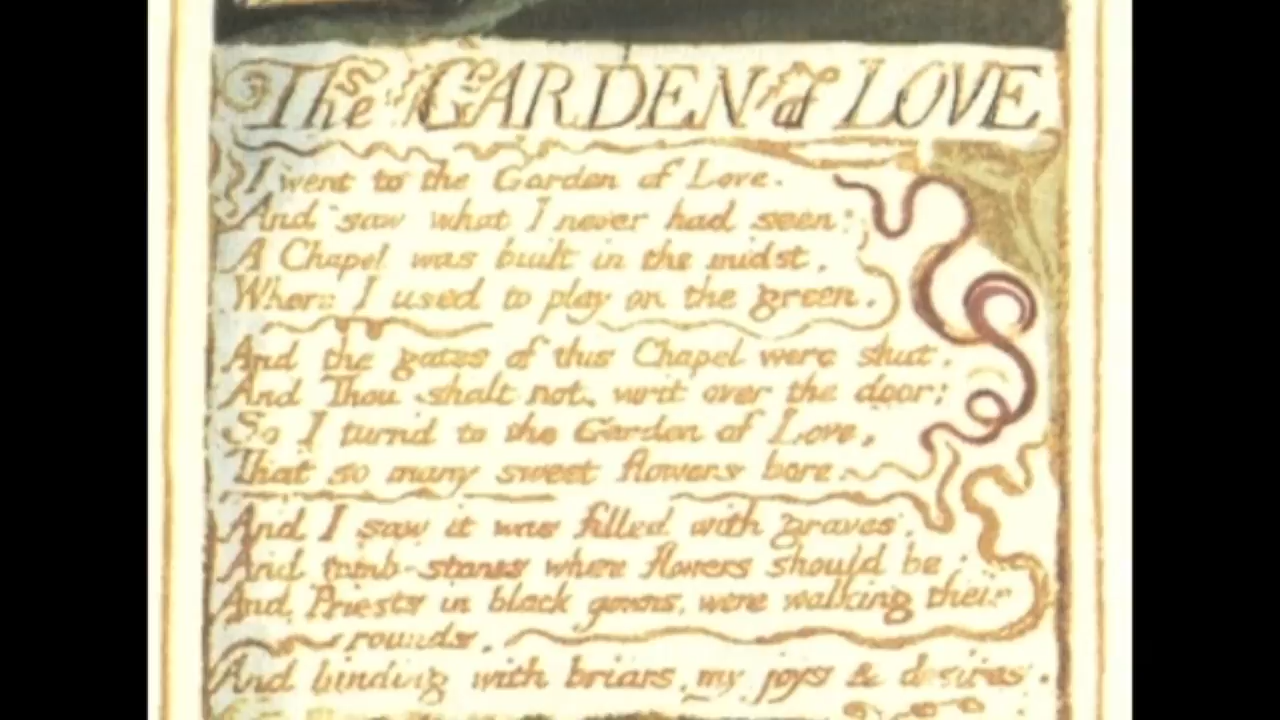 The GARDEN of LOVE
I went to the Garden of Love.
And saw what I never had seen:
A Chapel was built in the midst,
Where I used to play on the green.
And the gates of this Chapel were shut,
And Thou shalt not, writ over the door;
So I turnd to the Garden of Love,
That so many sweet flowers bore.
And I saw it was filled with graves,
And tomb-stones where flowers should be:
And Priests in black gowns, were walking their
rounds,
And binding with briars, my joys & desires.